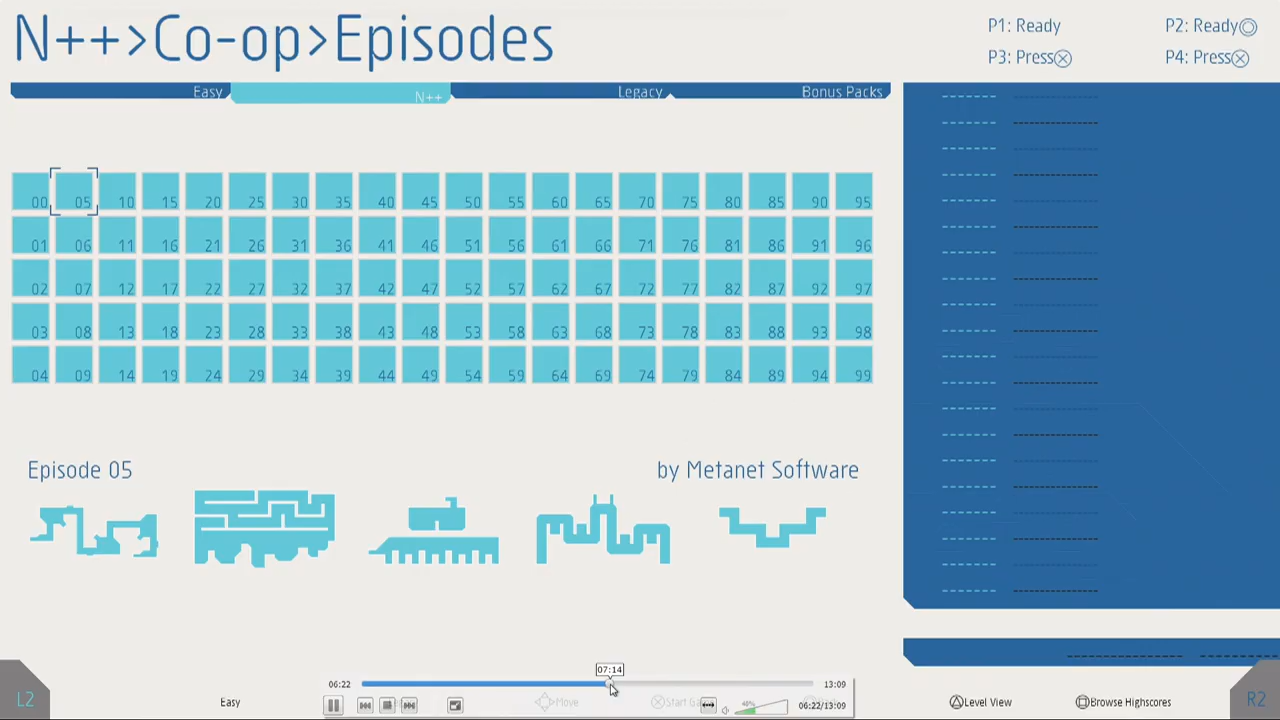 N++>Co-op>Episodes
P1: Ready P2: Ready
P3: Press P4: Press
Easy N++ Legacy Bonus Packs
00 05 10 15 20 25 30 35 40 45 50 55 60 65 70 75 80 85 90 95
01 06 11 16 21 26 31 36 41 46 51 56 61 66 71 76 81 86 91 96
02 07 12 17 22 27 32 37 42 47 52 57 62 67 72 77 82 87 92 97
03 08 13 18 23 28 33 38 43 48 53 58 63 68 73 78 83 88 93 98
04 09 14 19 24 29 34 39 44 49 54 59 64 69 74 79 84 89 94 99
Episode 05 by Metanet Software
07:14
06:22 13:09
L2 Easy Move Start 40% 06:22/13:09 Level View Browse Highscores R2